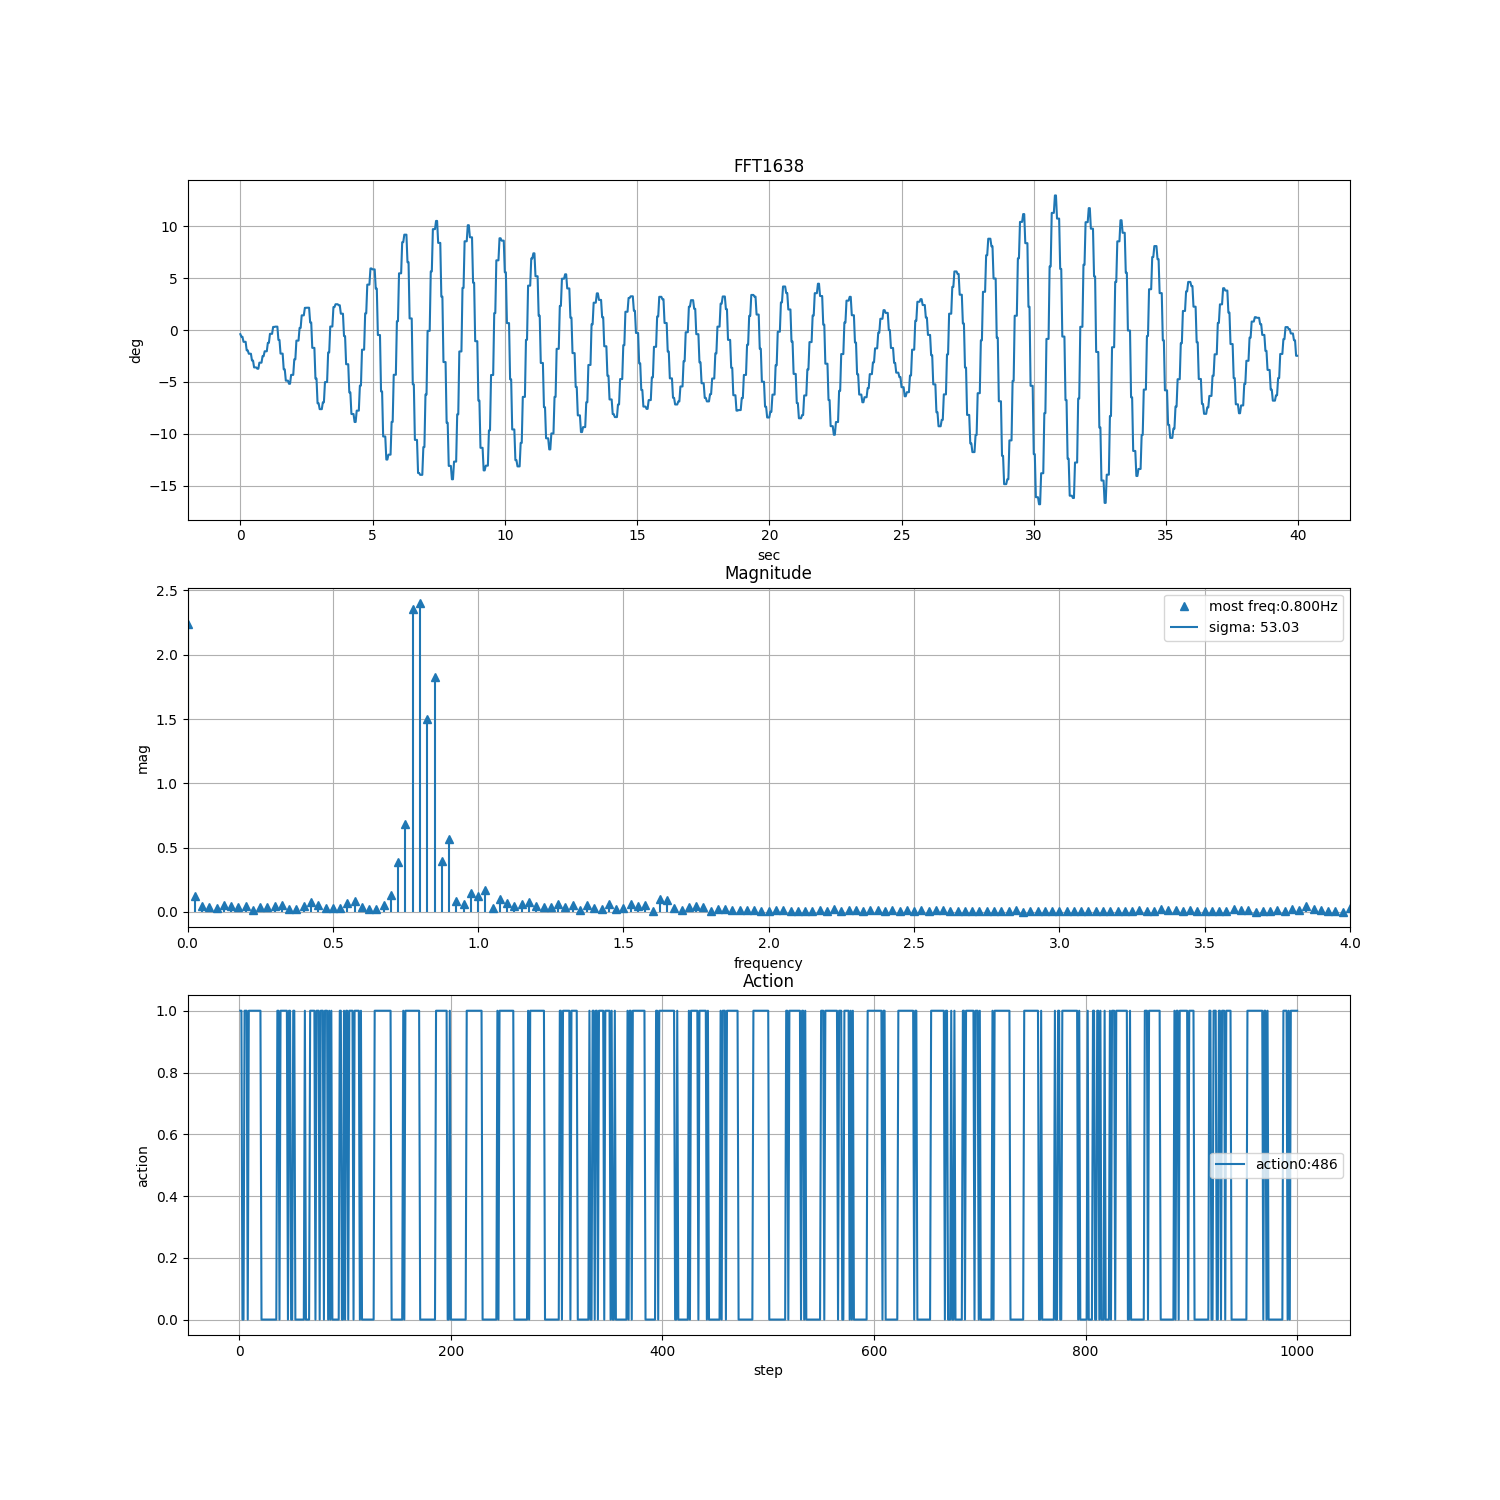 FFT1638
10
5
0
−5
−10
−15
deg
0 5 10 15 20 25 30 35 40
sec
Magnitude
2.5
2.0
1.5
1.0
0.5
0.0
mag
most freq:0.800Hz
sigma: 53.03
0.0 0.5 1.0 1.5 2.0 2.5 3.0 3.5 4.0
frequency
Action
1.0
0.8
0.6
0.4
0.2
0.0
action
action0:486
0 200 400 600 800 1000
step